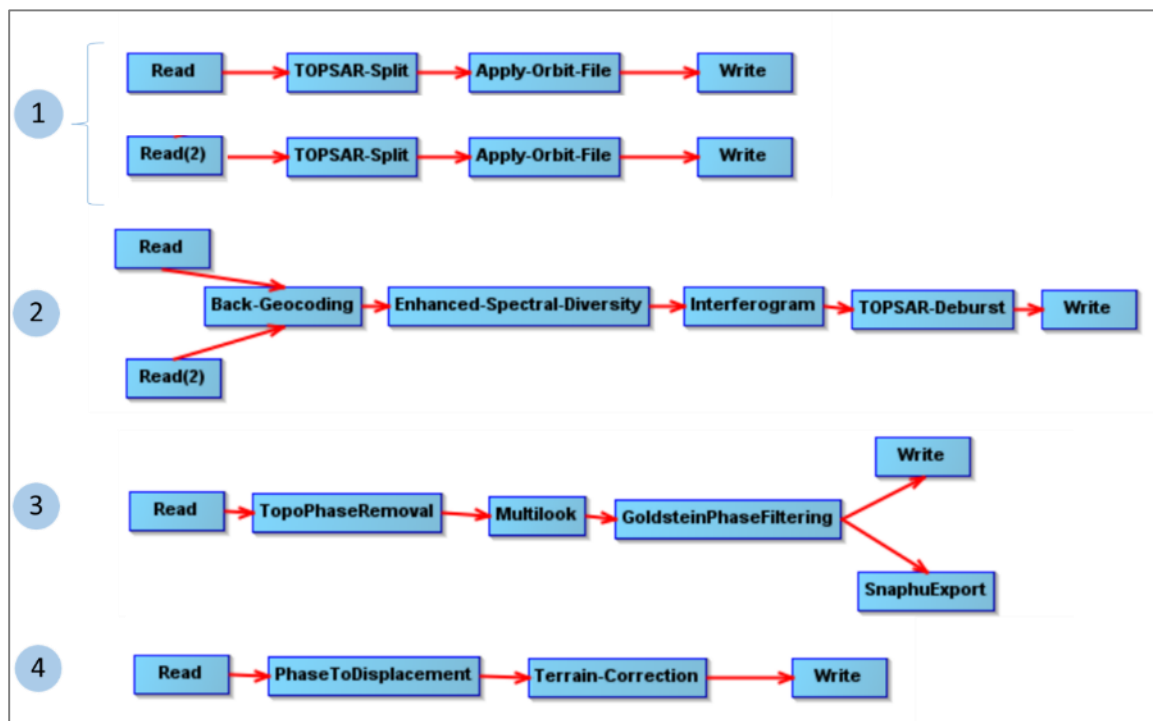 1
Read
TOPSAR-Split
Apply-Orbit-File
Write
Read(2)
TOPSAR-Split
Apply-Orbit-File
Write
2
Read
Read(2)
Back-Geocoding
Enhanced-Spectral-Diversity
Interferogram
TOPSAR-Deburst
Write
3
Read
TopoPhaseRemoval
Multilook
GoldsteinPhaseFiltering
Write
SnaphuExport
4
Read
PhaseToDisplacement
Terrain-Correction
Write